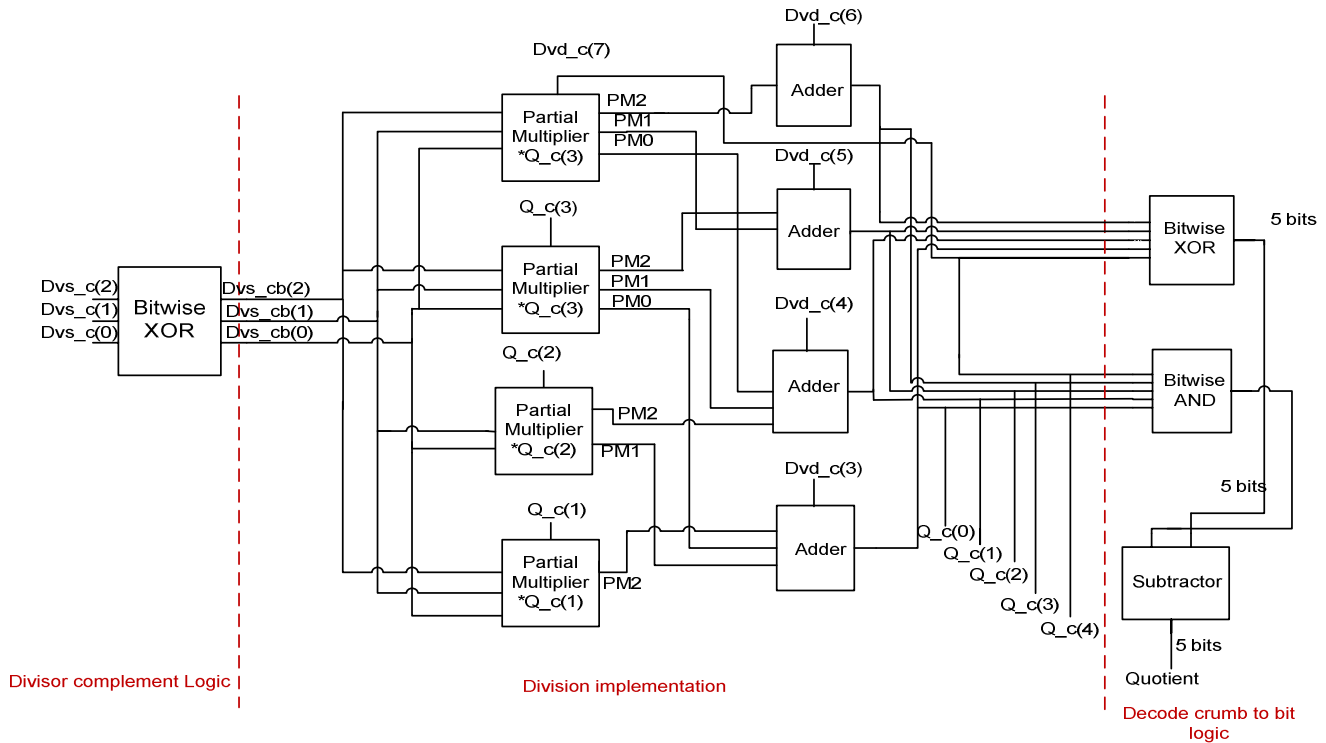 Dvd_c(6)
Dvd_c(7)
Adder
PM2
Partial
Multiplier
*Q_c(3)
PM1
PM0
Dvd_c(5)
Q_c(3)
Adder
5 bits
Bitwise
XOR
Partial
Multiplier
*Q_c(3)
PM2
PM1
PM0
Dvs_c(2)
Dvs_c(1)
Dvs_c(0)
Bitwise
XOR
Dvs_cb(2)
Dvs_cb(1)
Dvs_cb(0)
Dvd_c(4)
Q_c(2)
Adder
Bitwise
AND
Partial
Multiplier
*Q_c(2)
PM2
PM1
Dvd_c(3)
5 bits
Q_c(1)
Adder
Q_c(0)
Q_c(1)
Q_c(2)
Q_c(3)
Q_c(4)
Partial
Multiplier
*Q_c(1)
PM2
Subtractor
5 bits
Quotient
Divisor complement Logic
Division implementation
Decode crumb to bit
logic